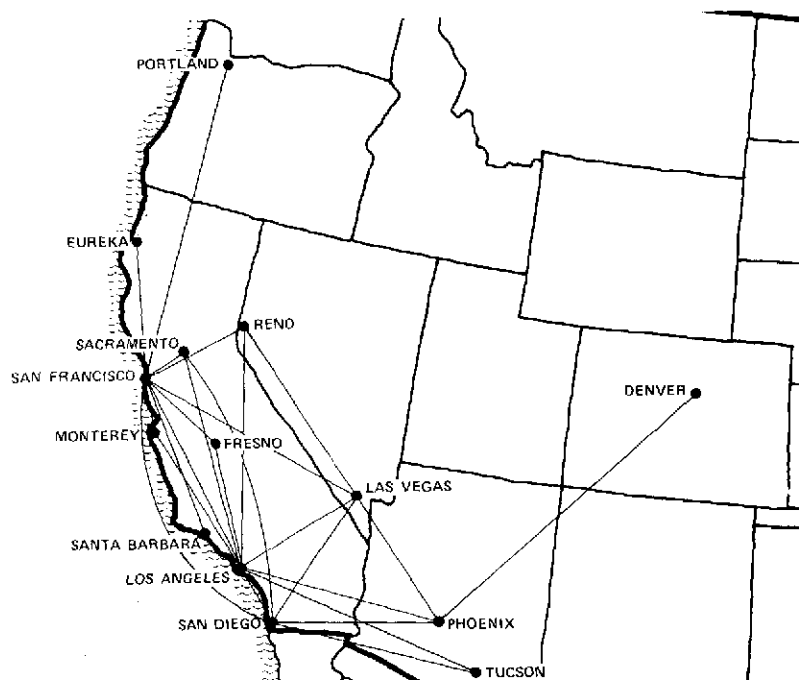 PORTLAND
EUREKA
RENO
SACRAMENTO
SAN FRANCISCO
DENVER
MONTEREY
FRESNO
LAS VEGAS
SANTA BARBARA
LOS ANGELES
SAN DIEGO
PHOENIX
TUCSON